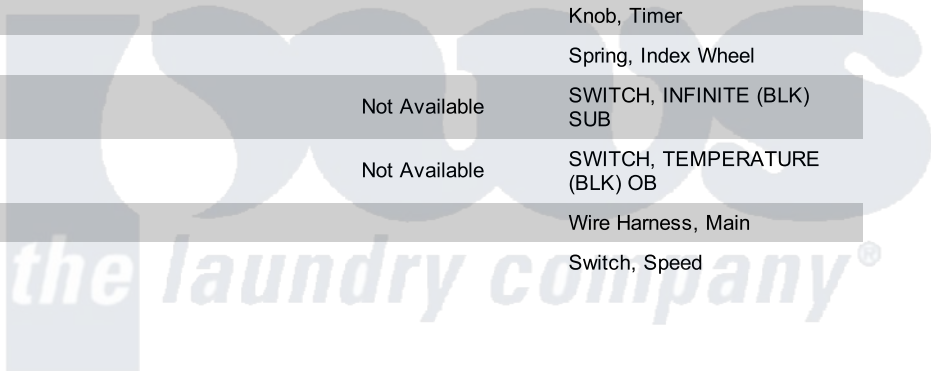 Knob, Timer
Spring, Index Wheel
Not Available
SWITCH, INFINITE (BLK)
SUB
Not Available
SWITCH, TEMPERATURE
(BLK) OB
Wire Harness, Main
Switch, Speed
pws
the laundry company®